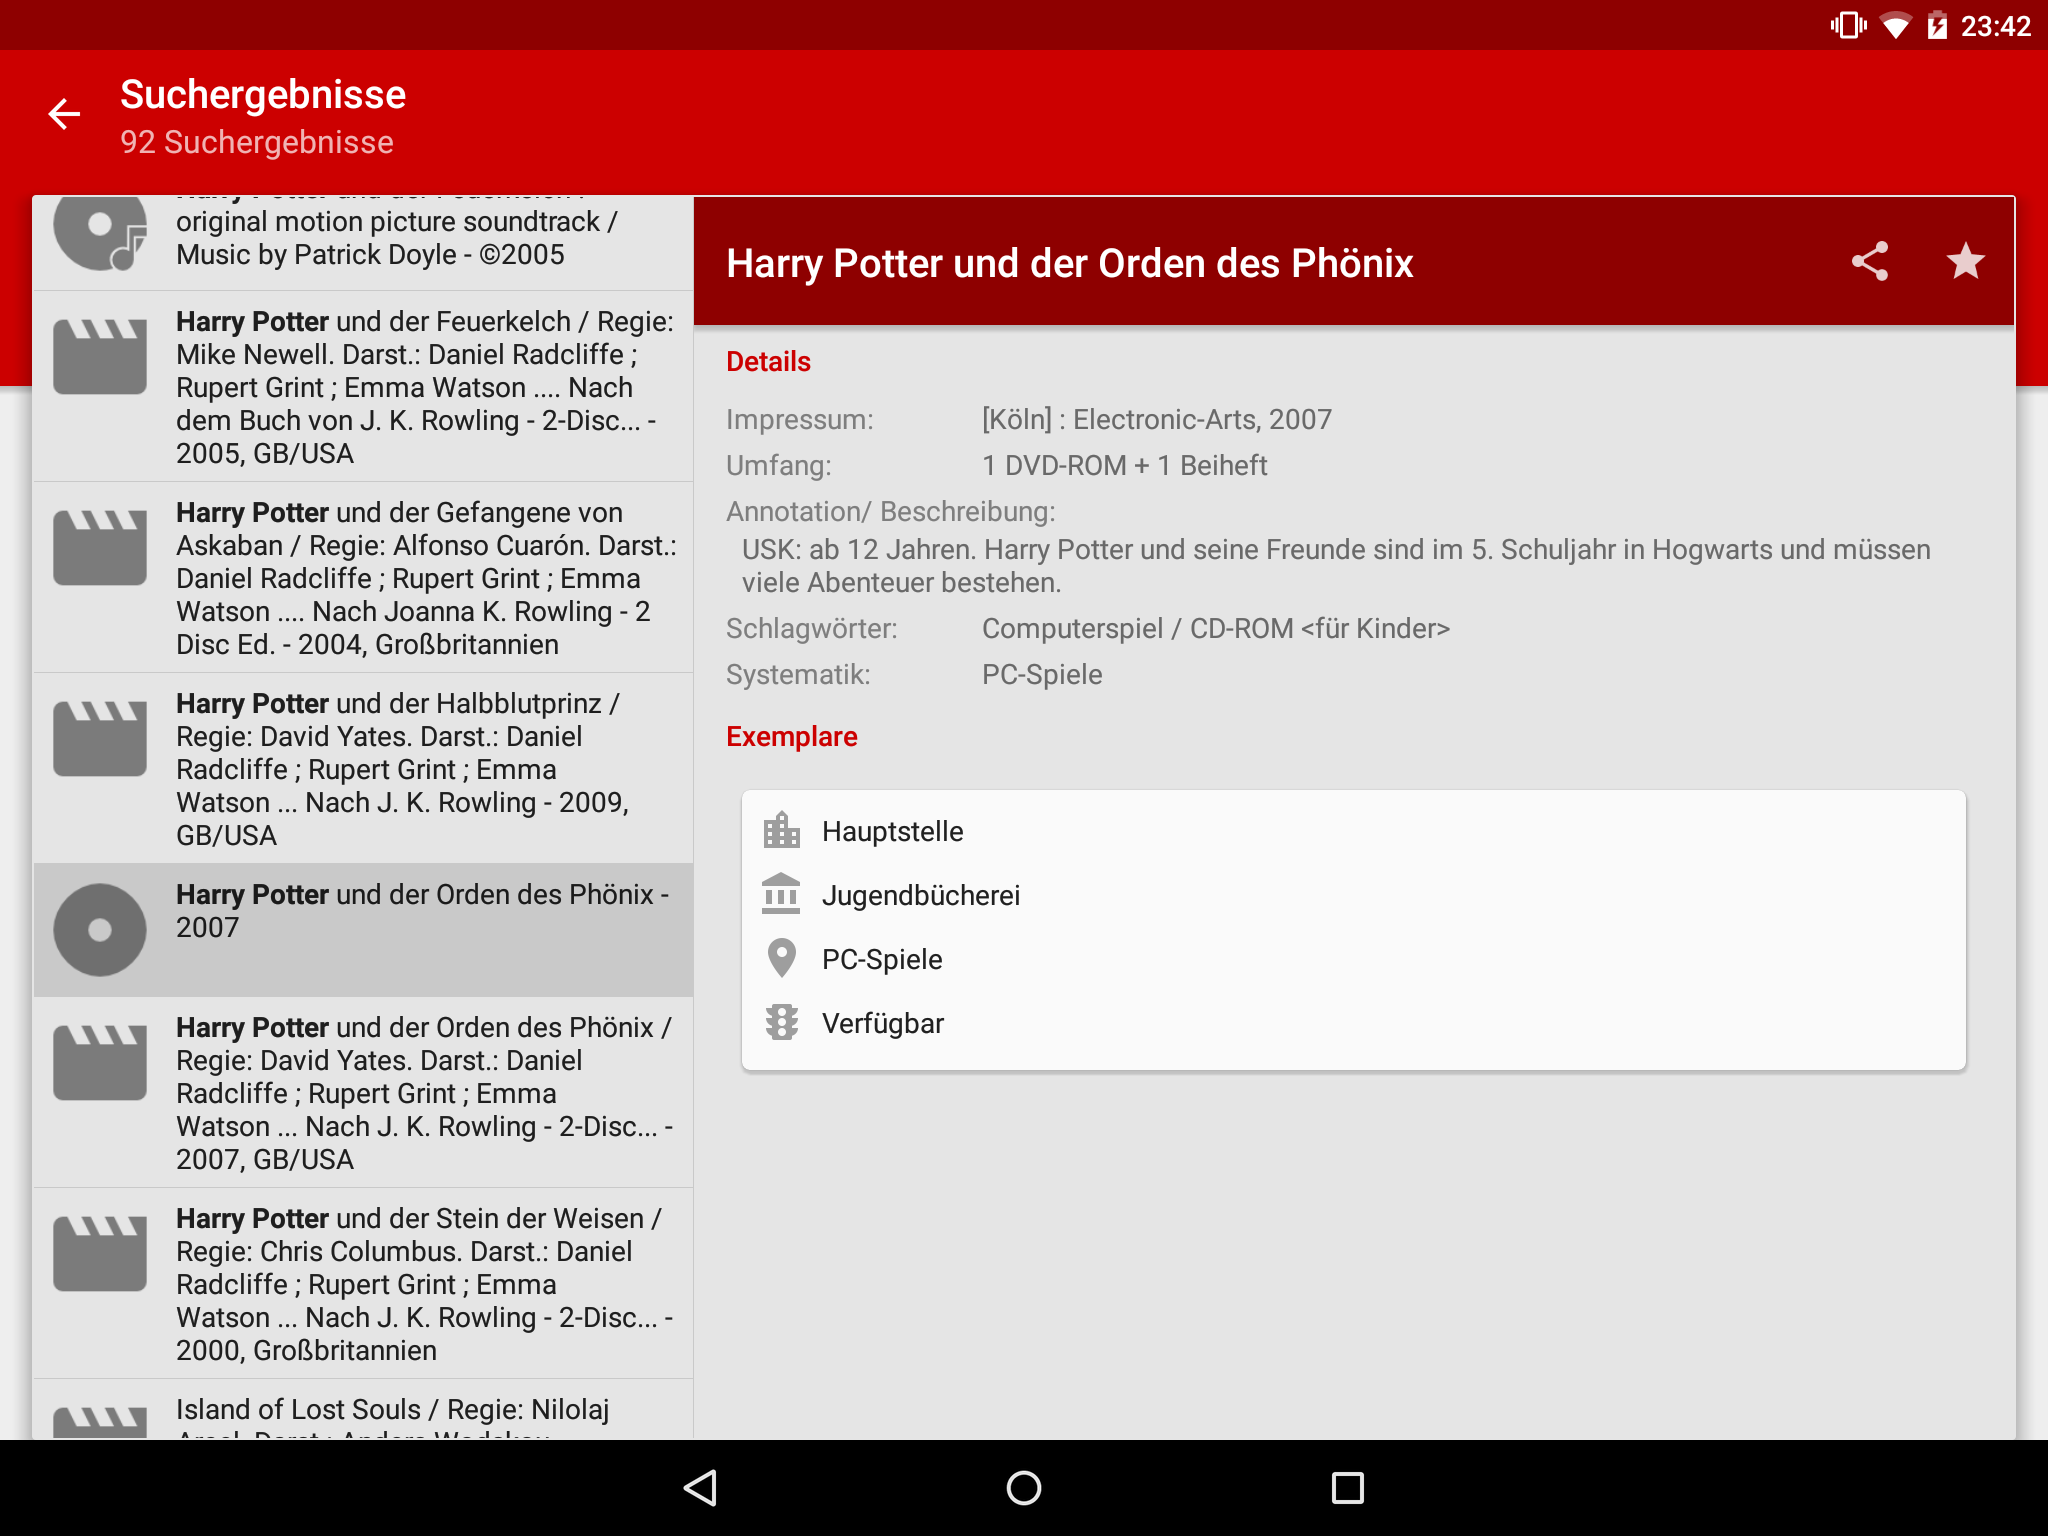 23:42
Suchergebnisse
92 Suchergebnisse
original motion picture soundtrack /
Music by Patrick Doyle - ©2005
Harry Potter und der Feuerkelch / Regie:
Mike Newell. Darst.: Daniel Radcliffe ;
Rupert Grint ; Emma Watson .... Nach
dem Buch von J. K. Rowling - 2-Disc... -
2005, GB/USA
Harry Potter und der Gefangene von
Askaban / Regie: Alfonso Cuarón. Darst.:
Daniel Radcliffe ; Rupert Grint ; Emma
Watson .... Nach Joanna K. Rowling - 2
Disc Ed. - 2004, Großbritannien
Harry Potter und der Halbblutprinz /
Regie: David Yates. Darst.: Daniel
Radcliffe ; Rupert Grint ; Emma
Watson ... Nach J. K. Rowling - 2009,
GB/USA
Harry Potter und der Orden des Phönix -
2007
Harry Potter und der Orden des Phönix /
Regie: David Yates. Darst.: Daniel
Radcliffe ; Rupert Grint ; Emma
Watson ... Nach J. K. Rowling - 2-Disc... -
2007, GB/USA
Harry Potter und der Stein der Weisen /
Regie: Chris Columbus. Darst.: Daniel
Radcliffe ; Rupert Grint ; Emma
Watson ... Nach J. K. Rowling - 2-Disc... -
2000, Großbritannien
Island of Lost Souls / Regie: Nilolaj
Harry Potter und der Orden des Phönix
Details
Impressum: [Köln] : Electronic-Arts, 2007
Umfang: 1 DVD-ROM + 1 Beiheft
Annotation/ Beschreibung:
USK: ab 12 Jahren. Harry Potter und seine Freunde sind im 5. Schuljahr in Hogwarts und müssen
viele Abenteuer bestehen.
Schlagwörter: Computerspiel / CD-ROM <für Kinder>
Systematik: PC-Spiele
Exemplare
Hauptstelle
Jugendbücherei
PC-Spiele
Verfügbar